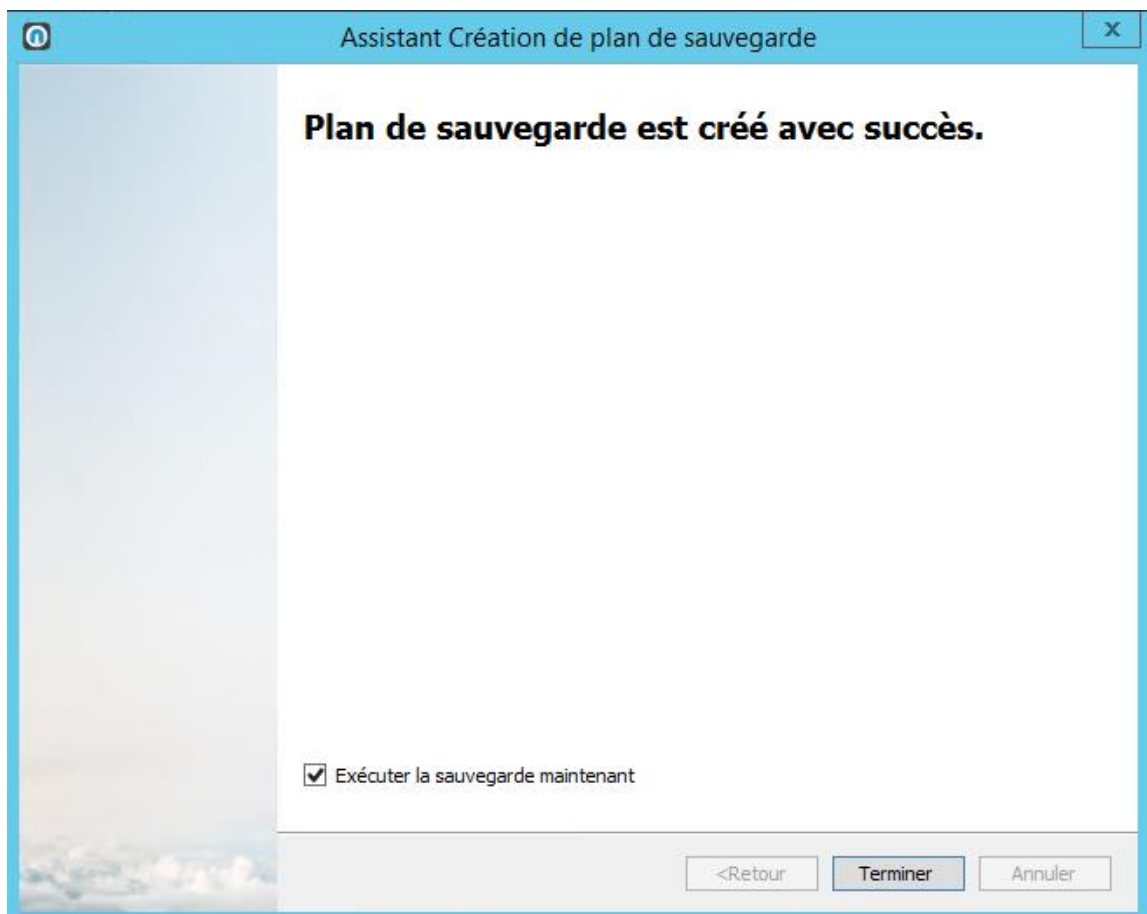 Assistant Création de plan de sauvegarde
x
Plan de sauvegarde est créé avec succès.
Exécuter la sauvegarde maintenant
<Retour
Terminer
Annuler